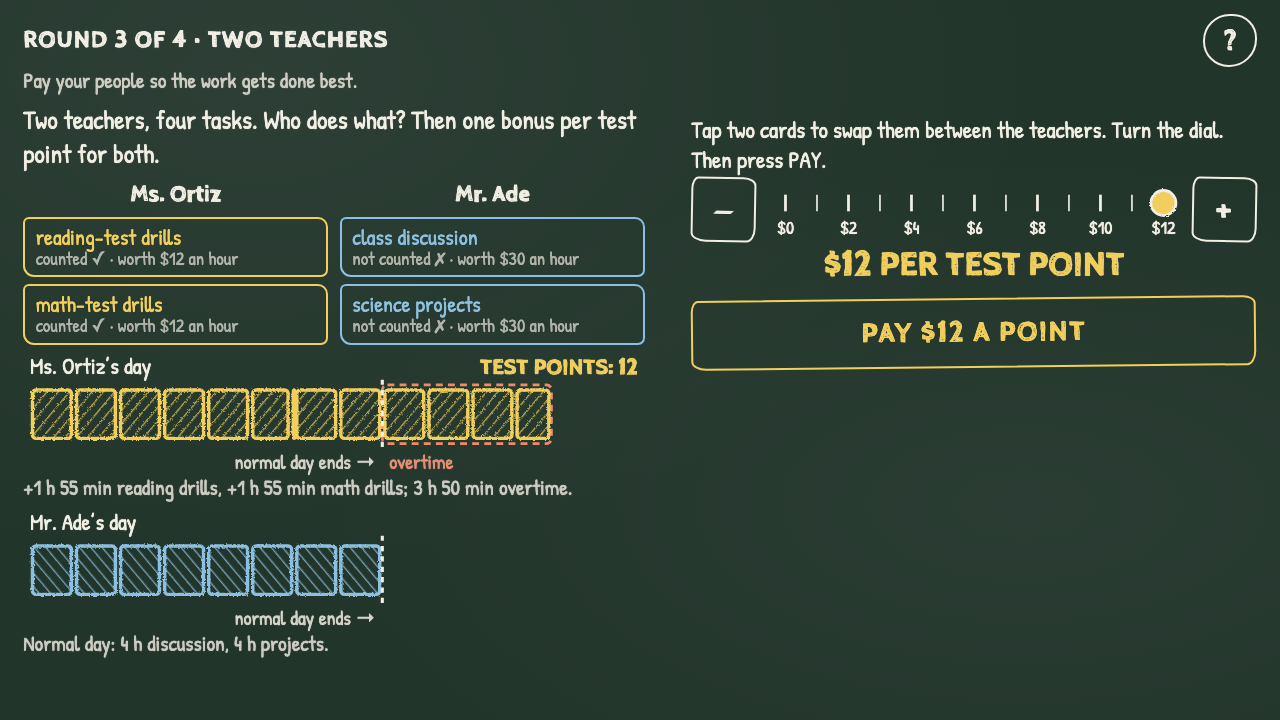 ROUND 3 OF 4 · TWO TEACHERS
?
Pay your people so the work gets done best.
Two teachers, four tasks. Who does what? Then one bonus per test
point for both.
Ms. Ortiz
Mr. Ade
reading-test drills
counted ✓ · worth $12 an hour
class discussion
not counted ✗ · worth $30 an hour
math-test drills
counted ✓ · worth $12 an hour
science projects
not counted ✗ · worth $30 an hour
Ms. Ortiz's day
TEST POINTS: 12
normal day ends → overtime
+1 h 55 min reading drills, +1 h 55 min math drills; 3 h 50 min overtime.
Mr. Ade's day
normal day ends →
Normal day: 4 h discussion, 4 h projects.
Tap two cards to swap them between the teachers. Turn the dial.
Then press PAY.
– +
$0 $2 $4 $6 $8 $10 $12
$12 PER TEST POINT
PAY $12 A POINT